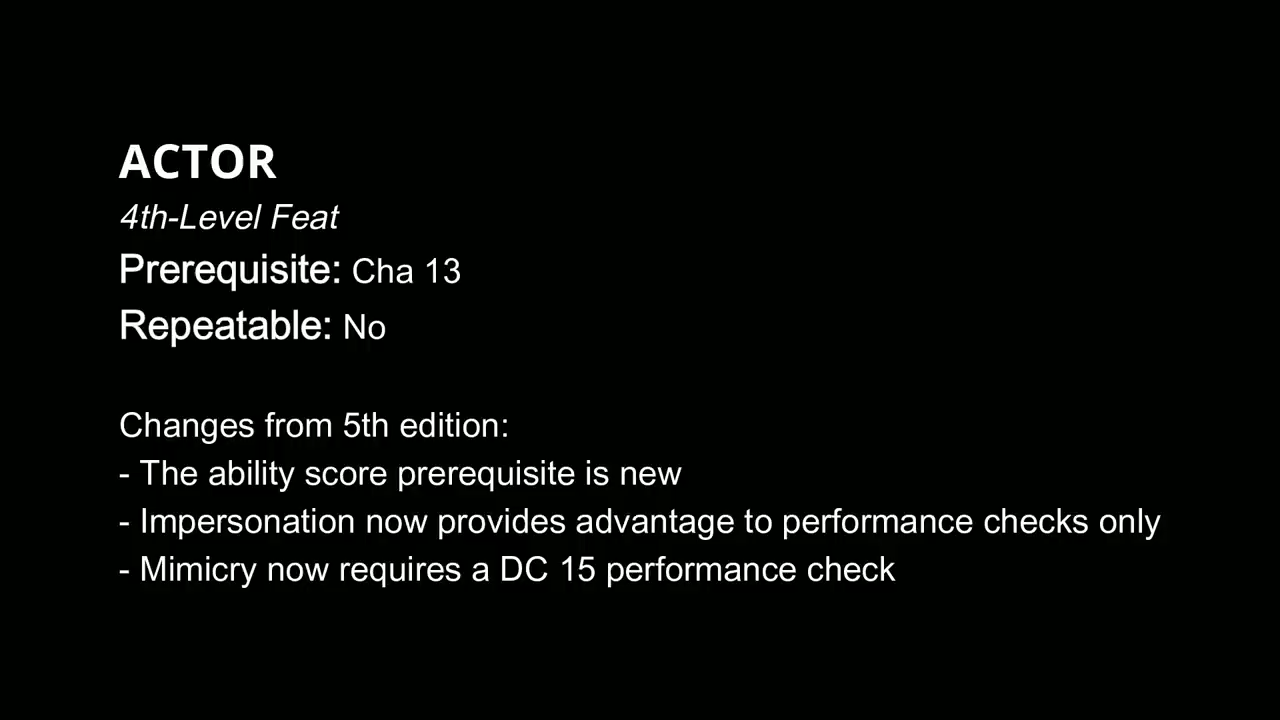 ACTOR
4th-Level Feat
Prerequisite: Cha 13
Repeatable: No
Changes from 5th edition:
- The ability score prerequisite is new
- Impersonation now provides advantage to performance checks only
- Mimicry now requires a DC 15 performance check